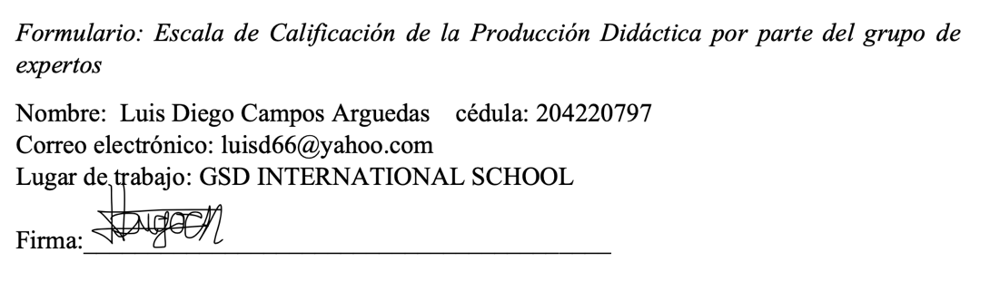 Formulario: Escala de Calificación de la Producción Didáctica por parte del grupo de
expertos
Nombre: Luis Diego Campos Arguedas cédula: 204220797
Correo electrónico: luisd66@yahoo.com
Lugar de trabajo: GSD INTERNATIONAL SCHOOL
Firma: